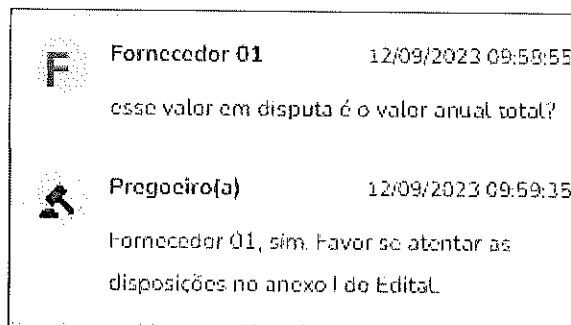 F
Fornecedor 01 12/09/2023 09:58:55
esse valor em disputa é o valor anual total?
Pregoeiro(a) 12/09/2023 09:59:35
Fornecedor 01, sim. Favor se atentar as
disposições no anexo I do Edital.